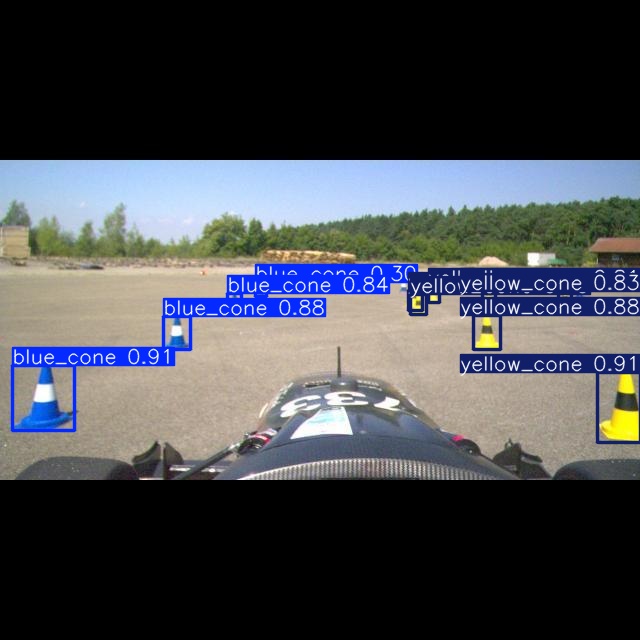 blue_cone 0.30
blue_cone 0.84
yellow_cone 0.83
blue_cone 0.88
yellow_cone 0.88
blue_cone 0.91
yellow_cone 0.91